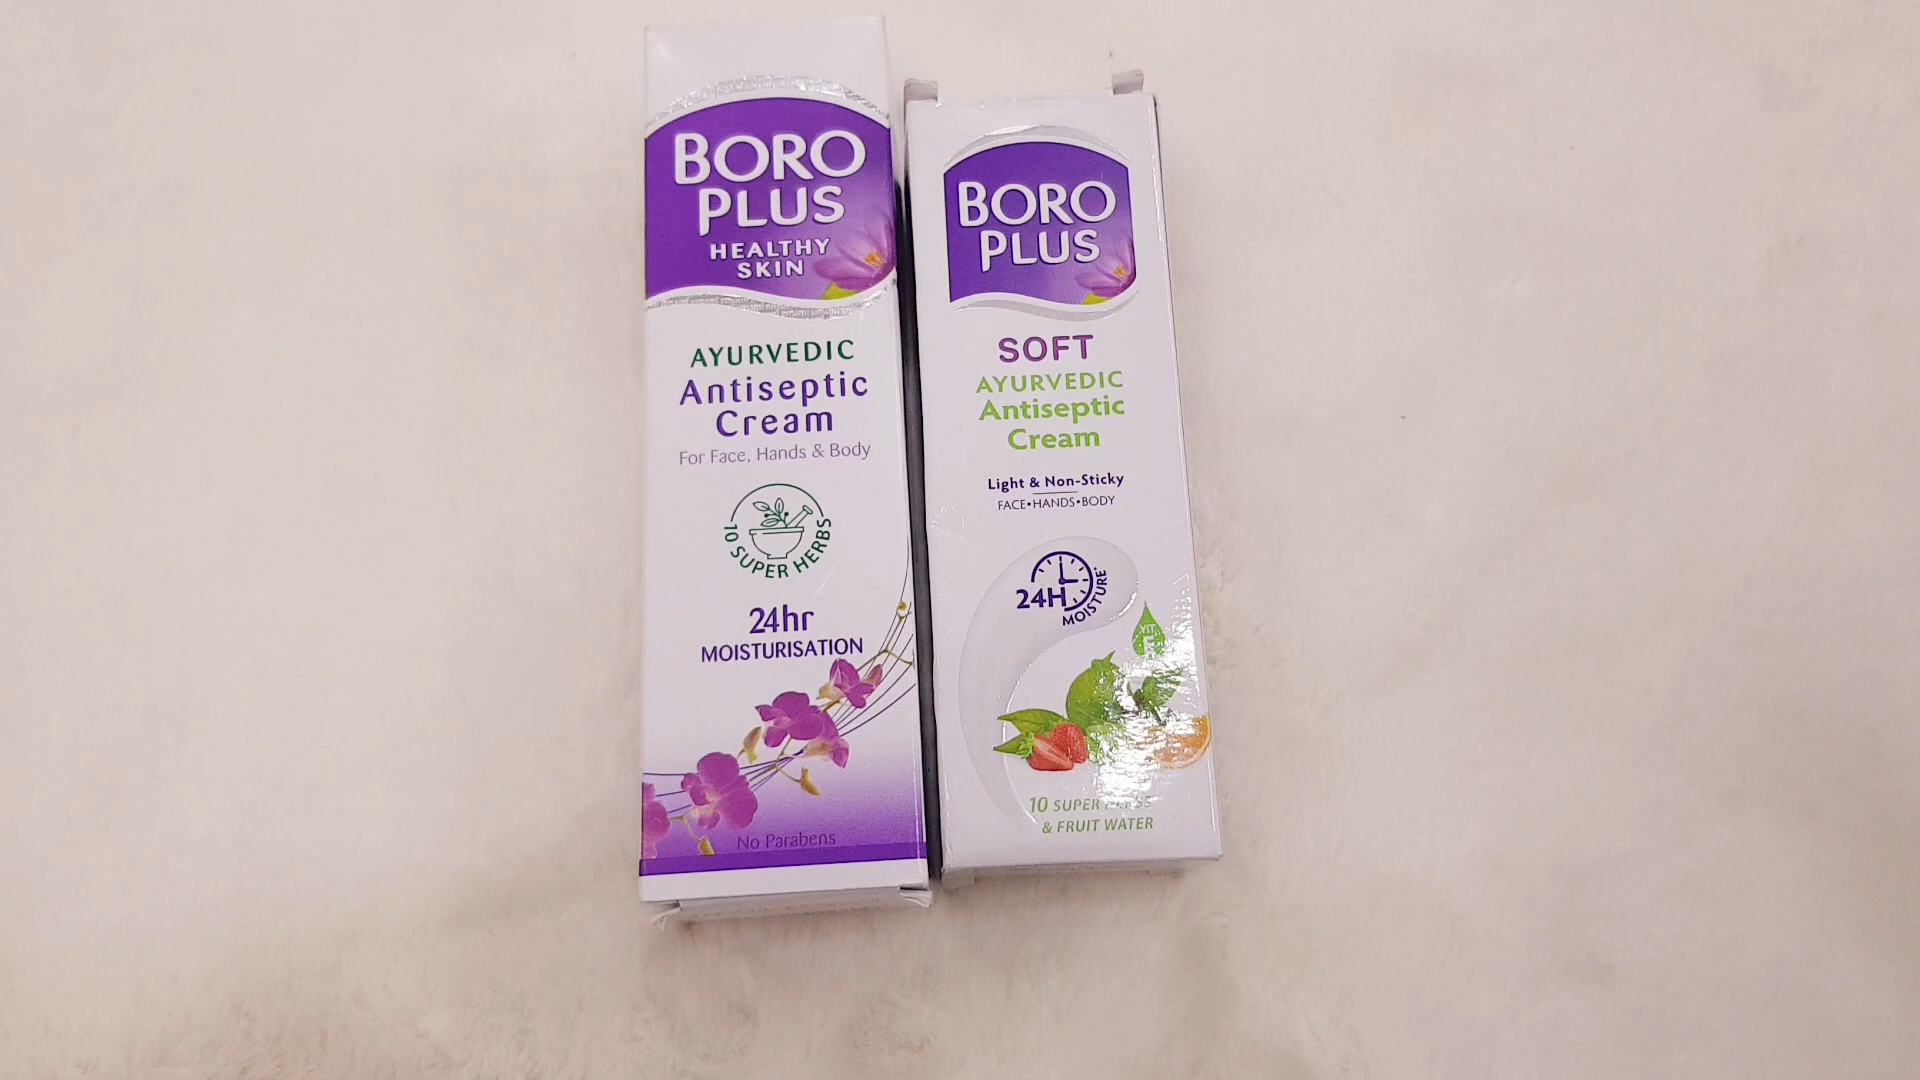 BORO
PLUS
HEALTHY
SKIN
AYURVEDIC
Antiseptic
Cream
For Face, Hands & Body
10 SUPER HERBS
24hr
MOISTURISATION
No Parabens
BORO
PLUS
SOFT
AYURVEDIC
Antiseptic
Cream
Light & Non-Sticky
FACE•HANDS•BODY
24H
MOISTURE*
VIT.
E
10 SUPER
& FRUIT WATER